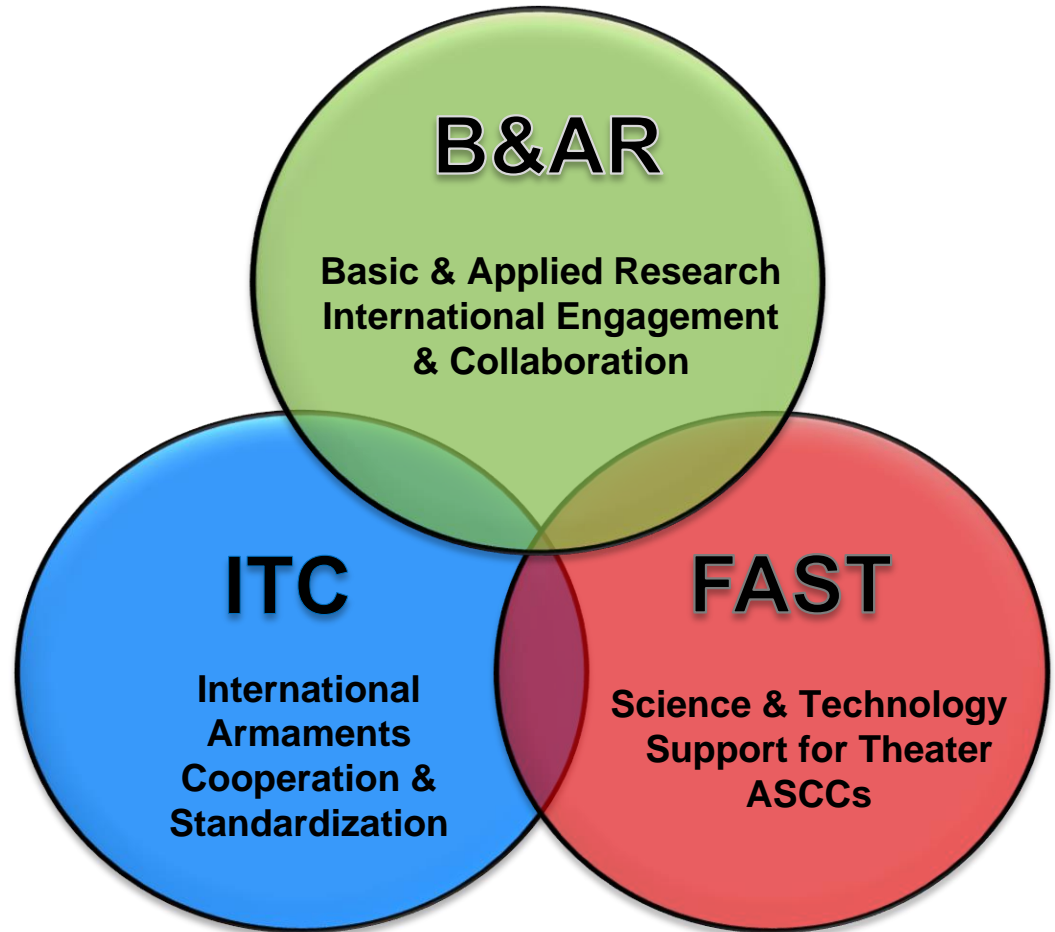 B&AR
Basic & Applied Research
International Engagement
& Collaboration
ITC
International
Armaments
Cooperation &
Standardization
FAST
Science & Technology
Support for Theater
ASCCs